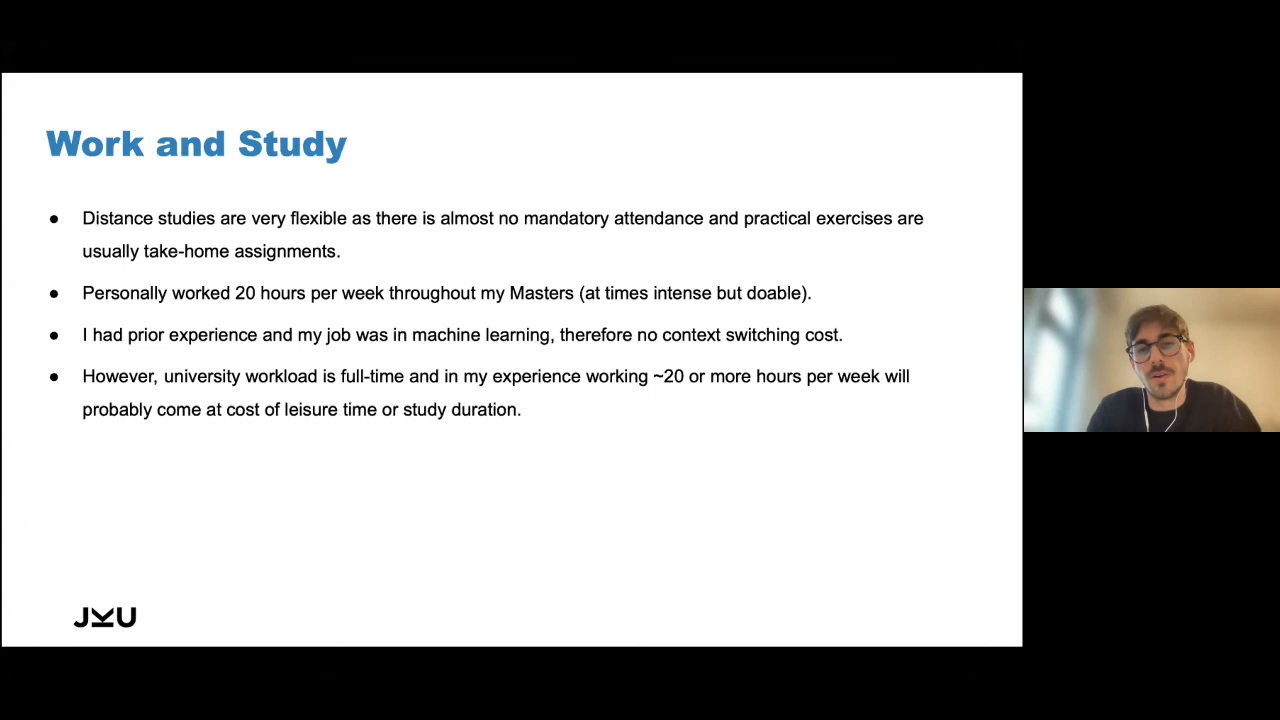 Work and Study
● Distance studies are very flexible as there is almost no mandatory attendance and practical exercises are
usually take-home assignments.
● Personally worked 20 hours per week throughout my Masters (at times intense but doable).
● I had prior experience and my job was in machine learning, therefore no context switching cost.
● However, university workload is full-time and in my experience working ~20 or more hours per week will
probably come at cost of leisure time or study duration.
JKU